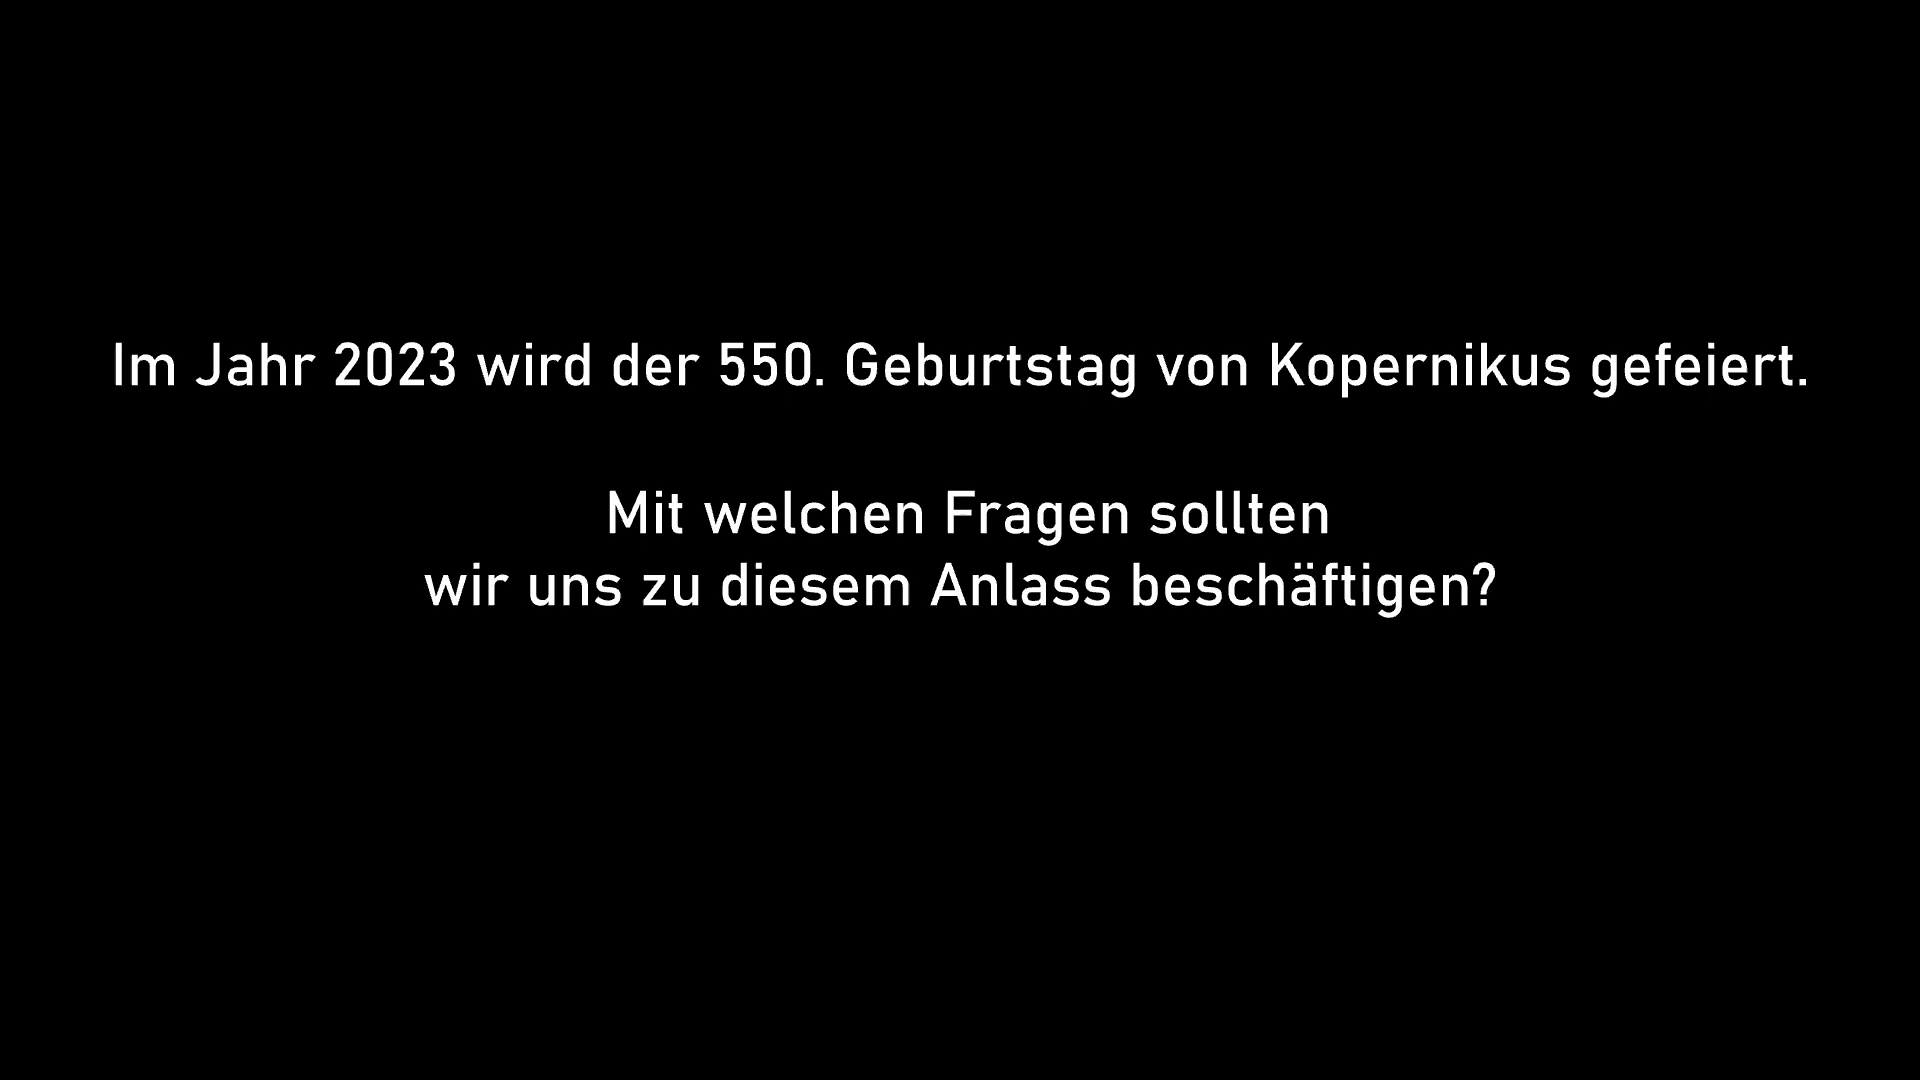 Im Jahr 2023 wird der 550. Geburtstag von Kopernikus gefeiert.
Mit welchen Fragen sollten
wir uns zu diesem Anlass beschäftigen?